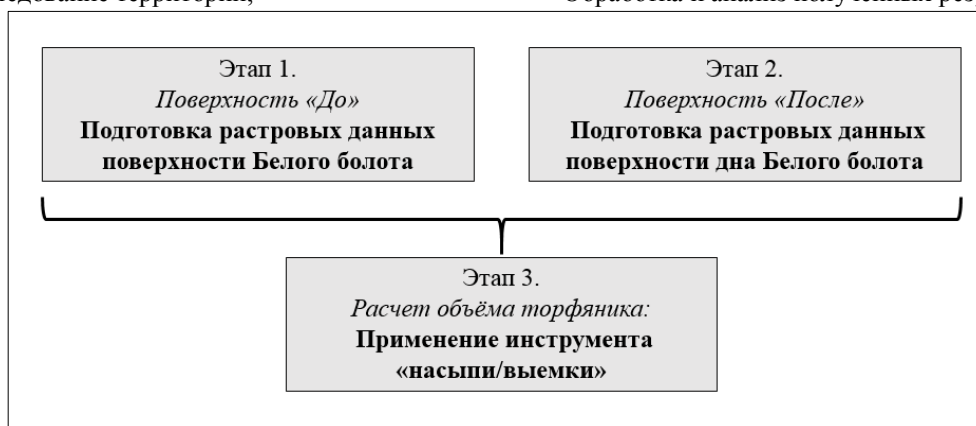 Этап 1.
Поверхность «До»
Подготовка растровых данных
поверхности Белого болота
Этап 2.
Поверхность «После»
Подготовка растровых данных
поверхности дна Белого болота
Этап 3.
Расчет объёма торфяника:
Применение инструмента
«насыпи/выемки»